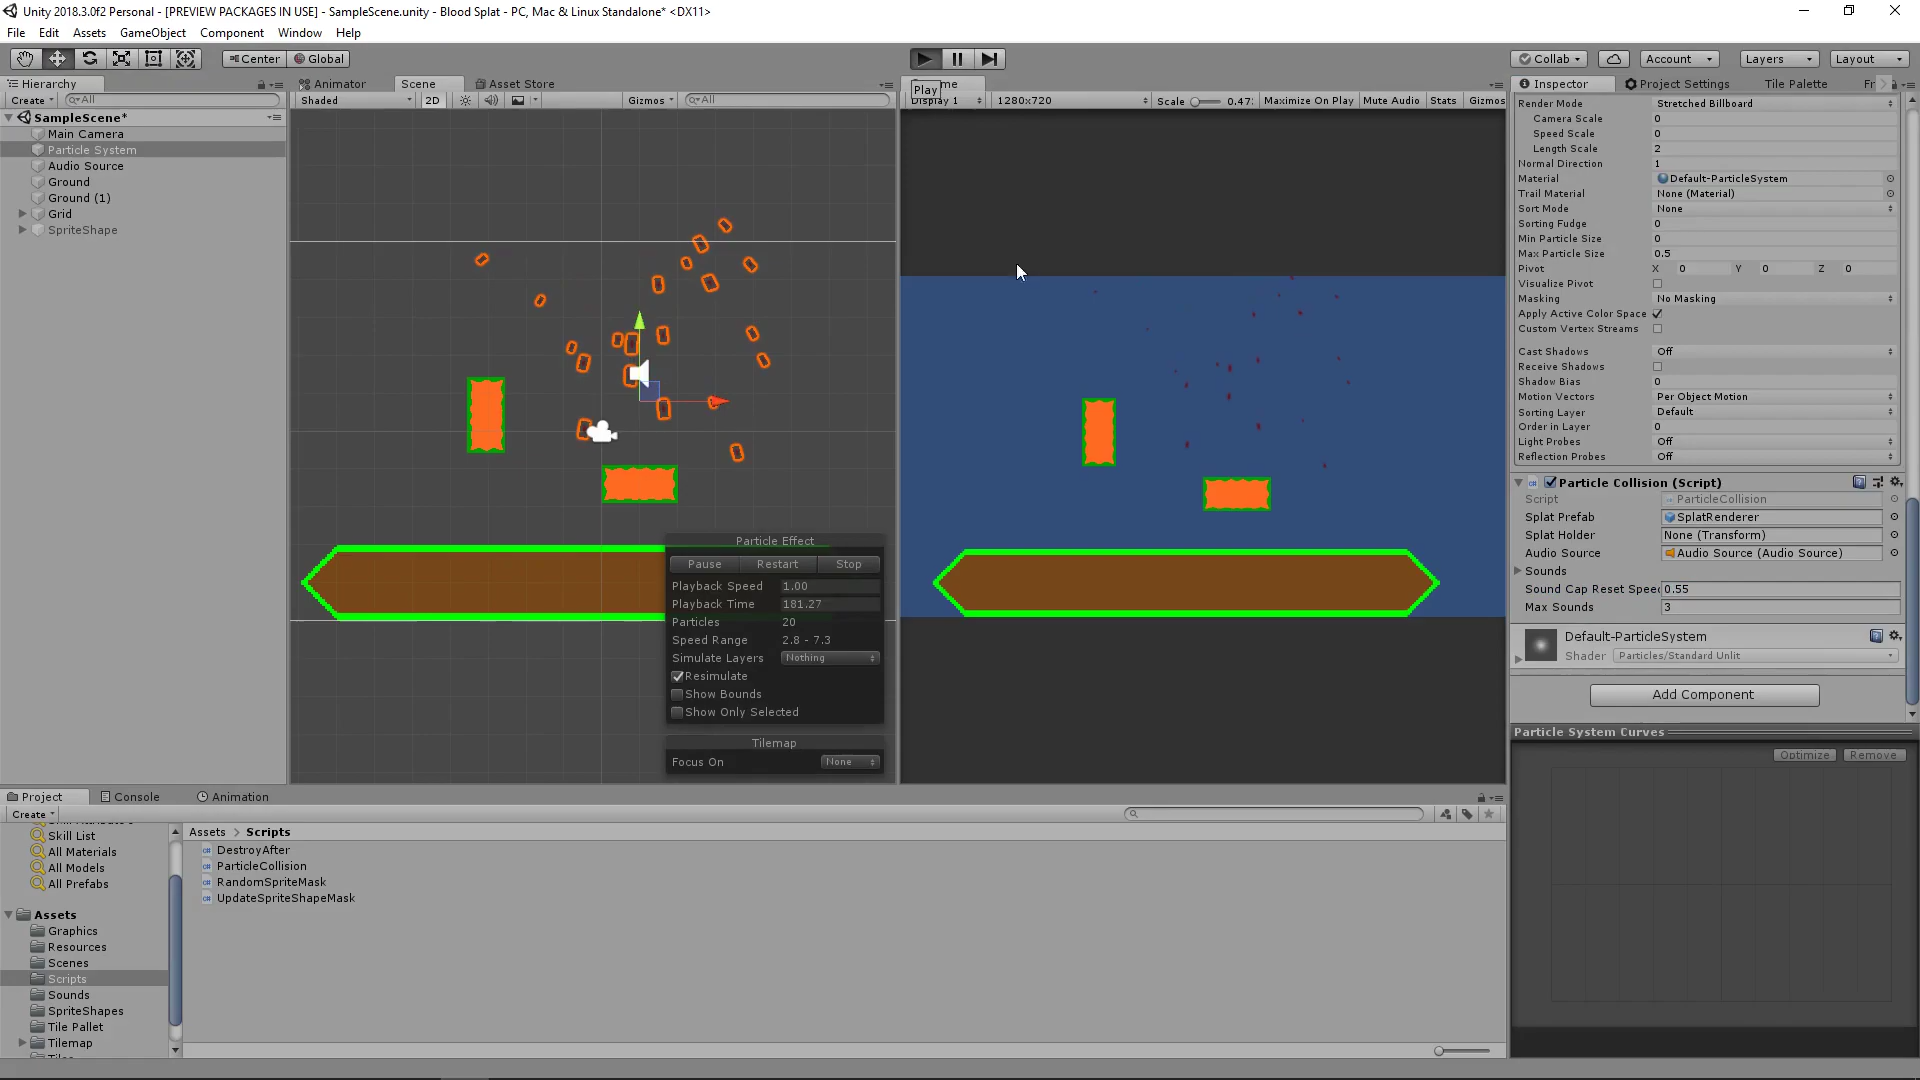 Unity 2018.3.0f2 Personal - [PREVIEW PACKAGES IN USE] - SampleScene.unity - Blood Splat - PC, Mac & Linux Standalone* <DX11>
File Edit Assets GameObject Component Window Help
Center Global
Collab Account Layers Layout
Hierarchy
Create All
SampleScene*
Main Camera
Particle System
Audio Source
Ground
Ground (1)
Grid
SpriteShape
Animator Scene Asset Store
Shaded 2D Gizmos All
Play
Display 1 1280x720 Scale 0.47: Maximize On Play Mute Audio Stats Gizmos
Particle Effect
Pause Restart Stop
Playback Speed 1.00
Playback Time 181.27
Particles 20
Speed Range 2.8 - 7.3
Simulate Layers Nothing
Resimulate
Show Bounds
Show Only Selected
Tilemap
Focus On None
Inspector Project Settings Tile Palette Fr
Render Mode Stretched Billboard
Camera Scale 0
Speed Scale 0
Length Scale 2
Normal Direction 1
Material Default-ParticleSystem
Trail Material None (Material)
Sort Mode None
Sorting Fudge 0
Min Particle Size 0
Max Particle Size 0.5
Pivot X 0 Y 0 Z 0
Visualize Pivot
Masking No Masking
Apply Active Color Space
Custom Vertex Streams
Cast Shadows Off
Receive Shadows
Shadow Bias 0
Motion Vectors Per Object Motion
Sorting Layer Default
Order in Layer 0
Light Probes Off
Reflection Probes Off
Particle Collision (Script)
Script ParticleCollision
Splat Prefab SplatRenderer
Splat Holder None (Transform)
Audio Source Audio Source (Audio Source)
Sounds
Sound Cap Reset Speed 0.55
Max Sounds 3
Default-ParticleSystem
Shader Particles/Standard Unlit
Add Component
Particle System Curves
Optimize Remove
Project Console Animation
Create
Skill List
All Materials
All Models
All Prefabs
Assets
Graphics
Resources
Scenes
Scripts
Sounds
SpriteShapes
Tile Pallet
Tilemap
Assets > Scripts
DestroyAfter
ParticleCollision
RandomSpriteMask
UpdateSpriteShapeMask